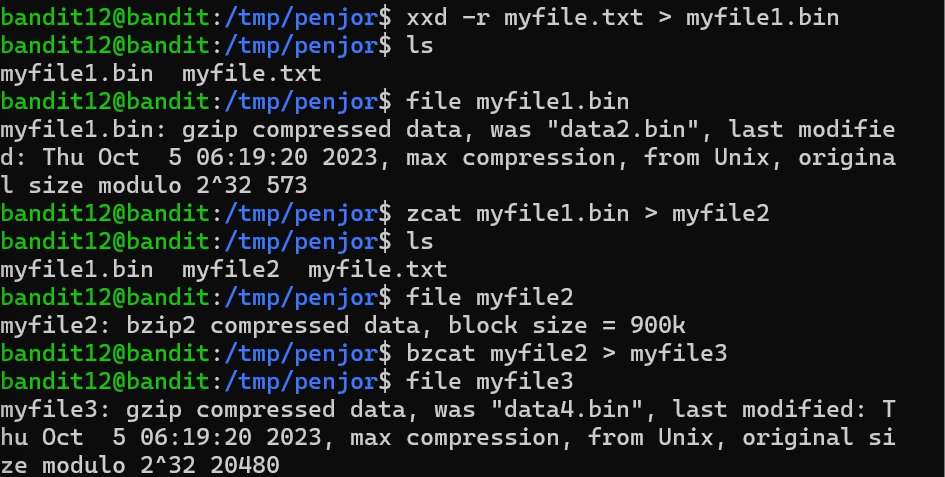 bandit12@bandit:/tmp/penjor$ xxd -r myfile.txt > myfile1.bin
bandit12@bandit:/tmp/penjor$ ls
myfile1.bin  myfile.txt
bandit12@bandit:/tmp/penjor$ file myfile1.bin
myfile1.bin: gzip compressed data, was "data2.bin", last modifie
d: Thu Oct  5 06:19:20 2023, max compression, from Unix, origina
l size modulo 2^32 573
bandit12@bandit:/tmp/penjor$ zcat myfile1.bin > myfile2
bandit12@bandit:/tmp/penjor$ ls
myfile1.bin  myfile2  myfile.txt
bandit12@bandit:/tmp/penjor$ file myfile2
myfile2: bzip2 compressed data, block size = 900k
bandit12@bandit:/tmp/penjor$ bzcat myfile2 > myfile3
bandit12@bandit:/tmp/penjor$ file myfile3
myfile3: gzip compressed data, was "data4.bin", last modified: T
hu Oct  5 06:19:20 2023, max compression, from Unix, original si
ze modulo 2^32 20480